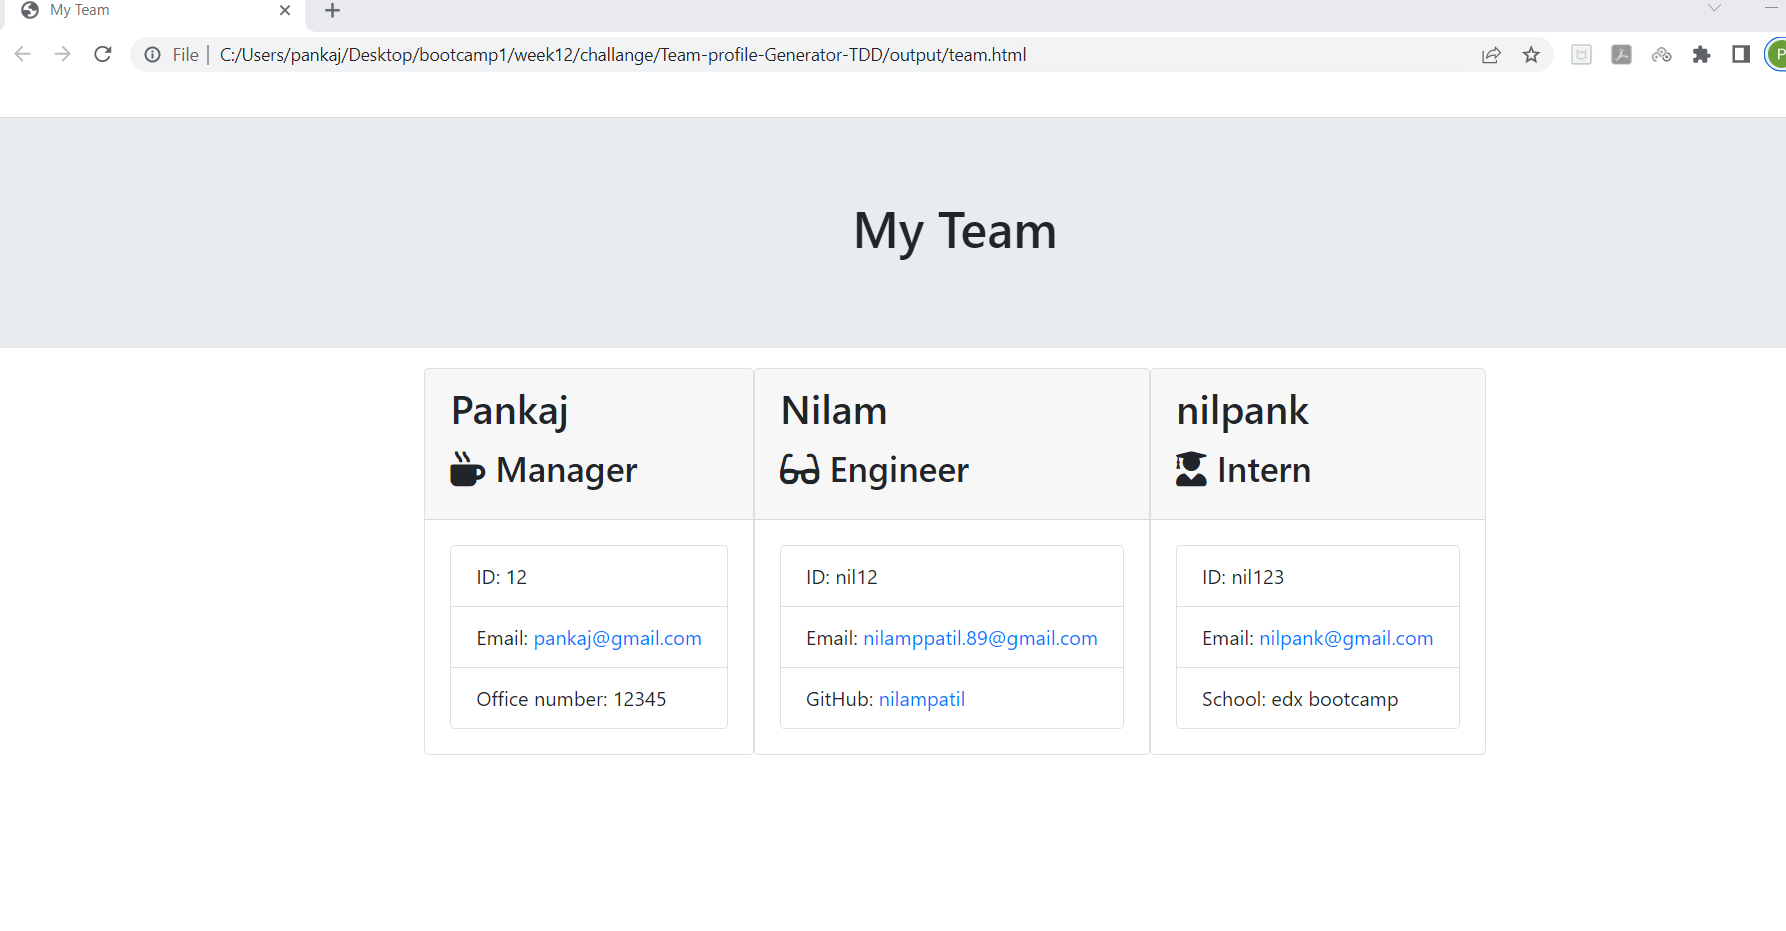 My Team
File
C:/Users/pankaj/Desktop/bootcamp1/week12/challange/Team-profile-Generator-TDD/output/team.html
P
My Team
Pankaj
Manager
ID: 12
Email: pankaj@gmail.com
Office number: 12345
Nilam
Engineer
ID: nil12
Email: nilamppatil.89@gmail.com
GitHub: nilampatil
nilpank
Intern
ID: nil123
Email: nilpank@gmail.com
School: edx bootcamp